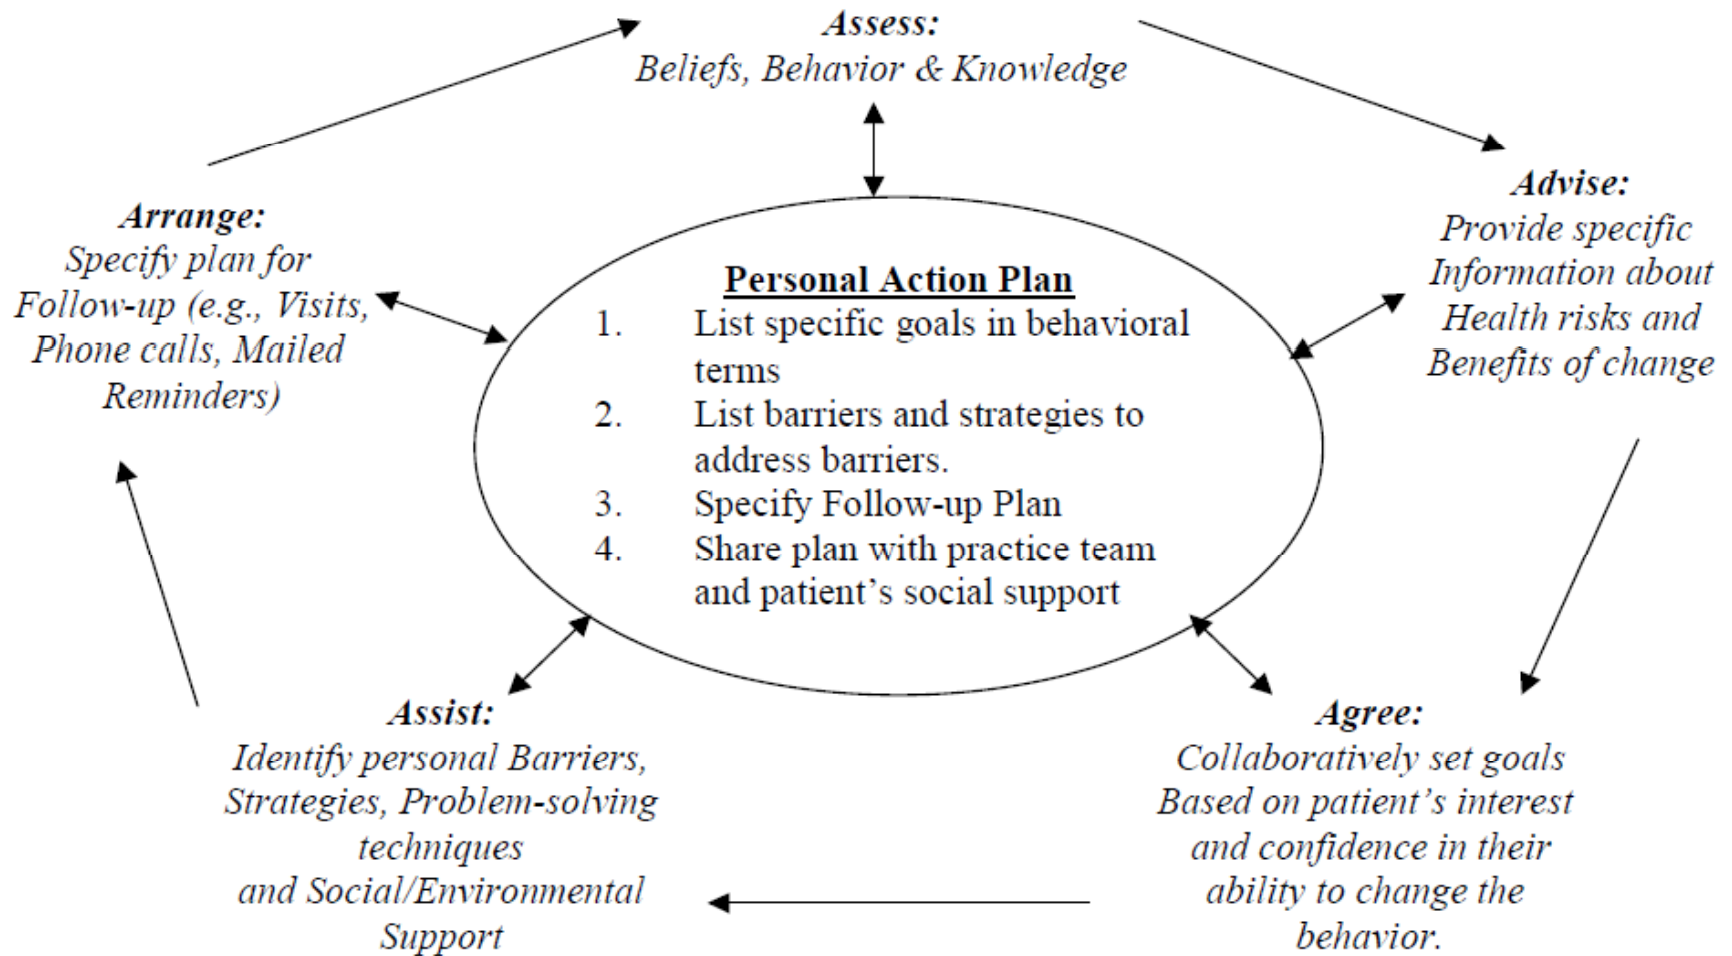 Assess:
Beliefs, Behavior & Knowledge
Advise:
Provide specific
Information about
Health risks and
Benefits of change
Arrange:
Specify plan for
Follow-up (e.g., Visits,
Phone calls, Mailed
Reminders)
Personal Action Plan
1. List specific goals in behavioral
terms
2. List barriers and strategies to
address barriers.
3. Specify Follow-up Plan
4. Share plan with practice team
and patient's social support
Assist:
Identify personal Barriers,
Strategies, Problem-solving
techniques
and Social/Environmental
Support
Agree:
Collaboratively set goals
Based on patient's interest
and confidence in their
ability to change the
behavior.